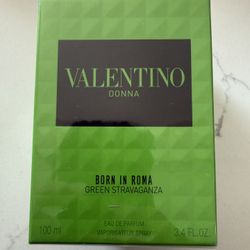 VALENTINO
DONNA
BORN IN ROMA
GREEN STRAVAGANZA
EAU DE PARFUM
100 ml VAPORISATEUR SPRAY 3.4 FL.OZ.